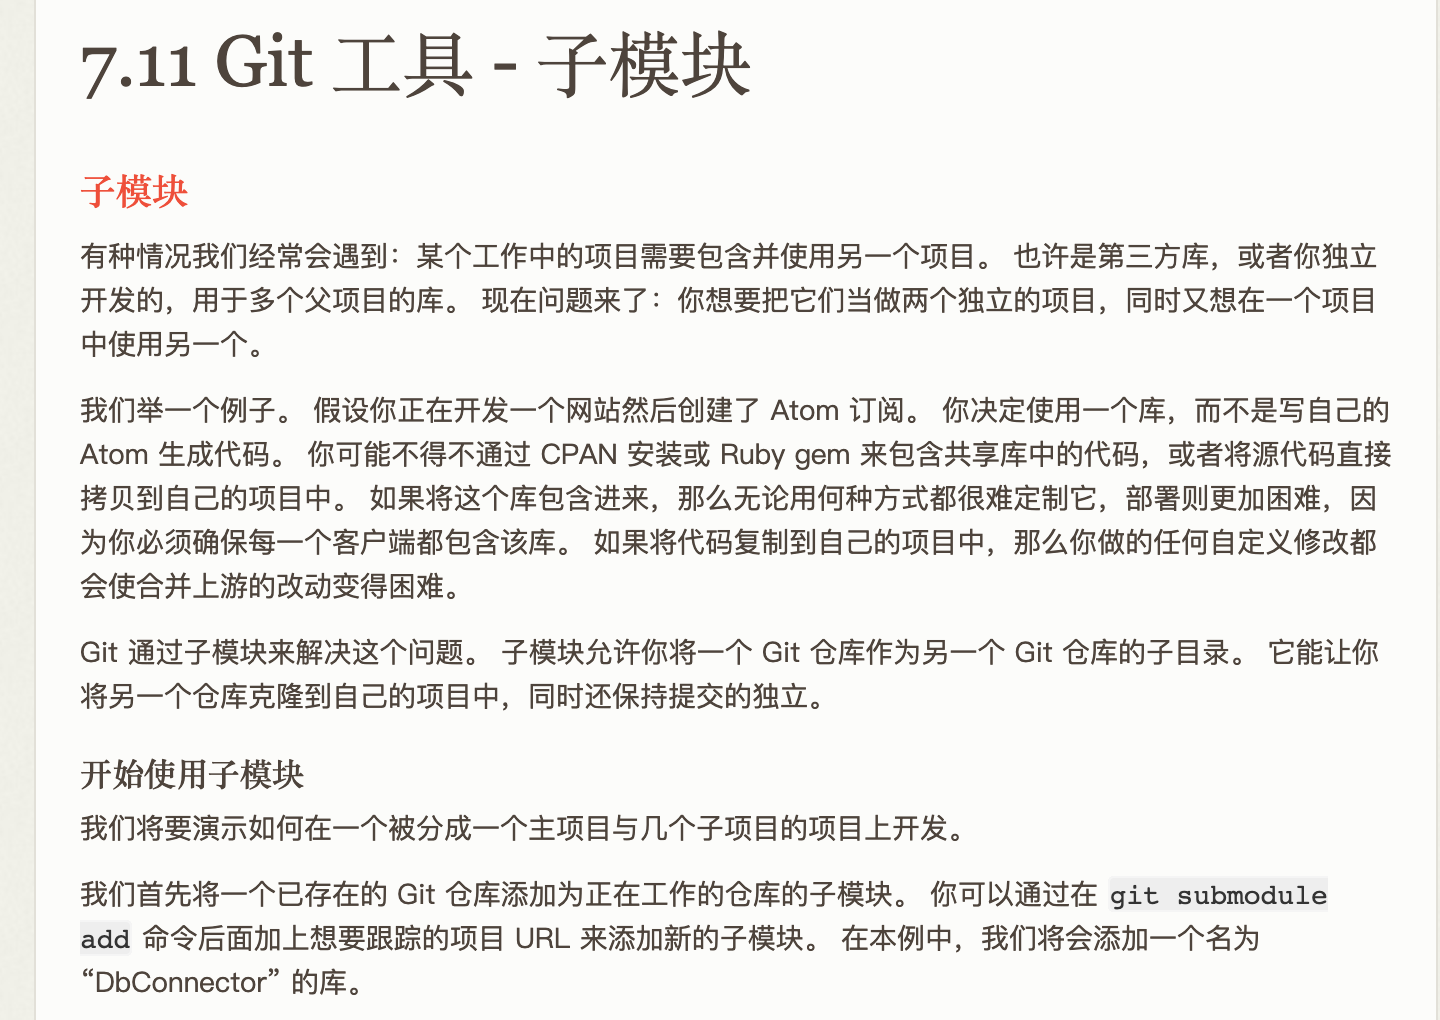 7.11 Git 工具 - 子模块
子模块
有种情况我们经常会遇到：某个工作中的项目需要包含并使用另一个项目。 也许是第三方库，或者你独立
开发的，用于多个父项目的库。 现在问题来了：你想要把它们当做两个独立的项目，同时又想在一个项目
中使用另一个。
我们举一个例子。 假设你正在开发一个网站然后创建了 Atom 订阅。 你决定使用一个库，而不是写自己的
Atom 生成代码。 你可能不得不通过 CPAN 安装或 Ruby gem 来包含共享库中的代码，或者将源代码直接
拷贝到自己的项目中。 如果将这个库包含进来，那么无论用何种方式都很难定制它，部署则更加困难，因
为你必须确保每一个客户端都包含该库。 如果将代码复制到自己的项目中，那么你做的任何自定义修改都
会使合并上游的改动变得困难。
Git 通过子模块来解决这个问题。 子模块允许你将一个 Git 仓库作为另一个 Git 仓库的子目录。 它能让你
将另一个仓库克隆到自己的项目中，同时还保持提交的独立。
开始使用子模块
我们将要演示如何在一个被分成一个主项目与几个子项目的项目上开发。
我们首先将一个已存在的 Git 仓库添加为正在工作的仓库的子模块。 你可以通过在 git submodule
add 命令后面加上想要跟踪的项目 URL 来添加新的子模块。 在本例中，我们将会添加一个名为
“DbConnector” 的库。